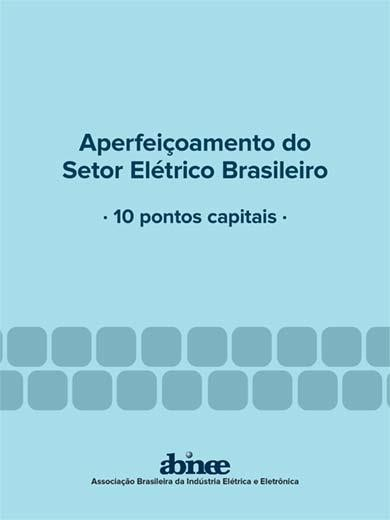 Aperfeiçoamento do
Setor Elétrico Brasileiro
· 10 pontos capitais ·
abinee
Associação Brasileira da Indústria Elétrica e Eletrônica